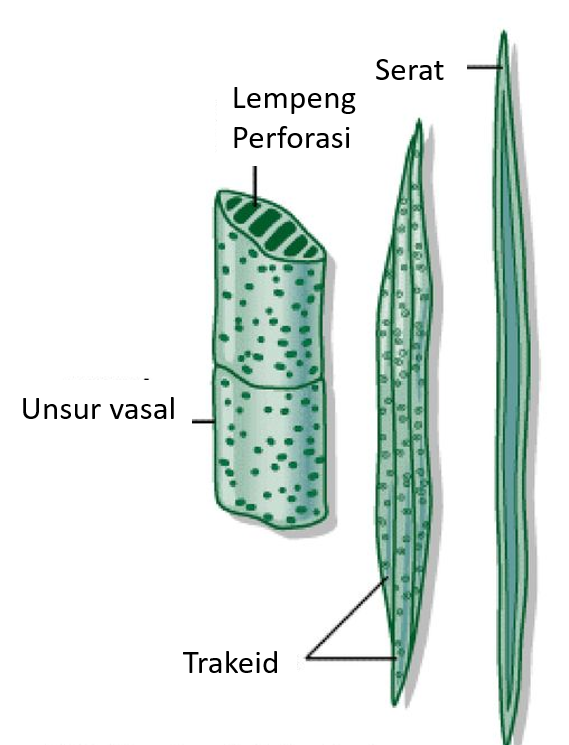 Serat
Lempeng
Perforasi
Unsur vasal
Trakeid